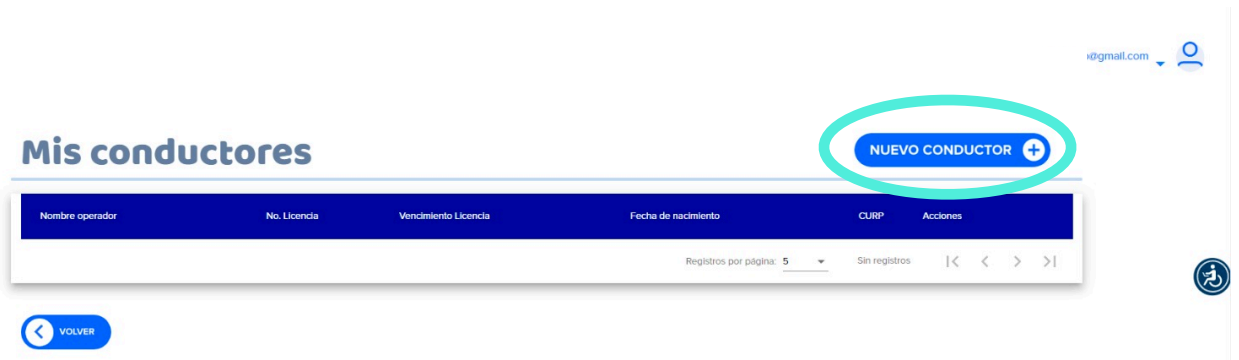 @gmail.com
Mis conductores
NUEVO CONDUCTOR
Nombre operador No. Licencia Vencimiento Licencia Fecha de nacimiento CURP Acciones
Registros por página: 5 Sin registros
VOLVER